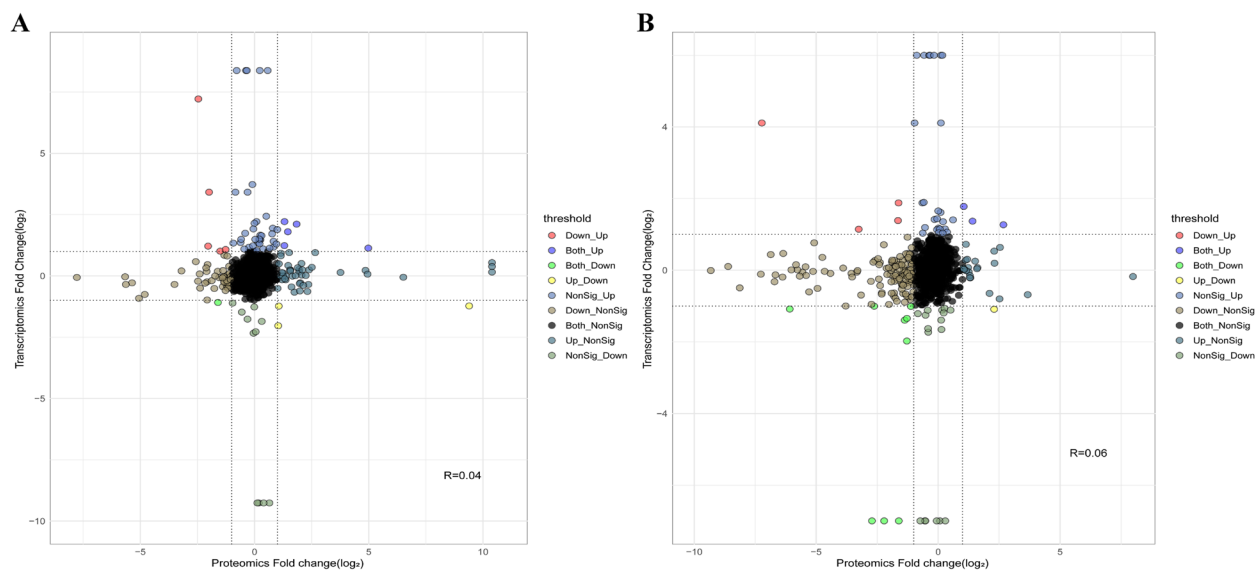 A
Transcriptomics Fold Change(log₂)
5
0
−5
−10
−5
0
5
10
Proteomics Fold change(log₂)
R=0.04
threshold
Down_Up
Both_Up
Both_Down
Up_Down
NonSig_Up
Down_NonSig
Both_NonSig
Up_NonSig
NonSig_Down
B
Transcriptomics Fold Change(log₂)
4
0
−4
−10
−5
0
5
Proteomics Fold change(log₂)
R=0.06
threshold
Down_Up
Both_Up
Both_Down
Up_Down
NonSig_Up
Down_NonSig
Both_NonSig
Up_NonSig
NonSig_Down